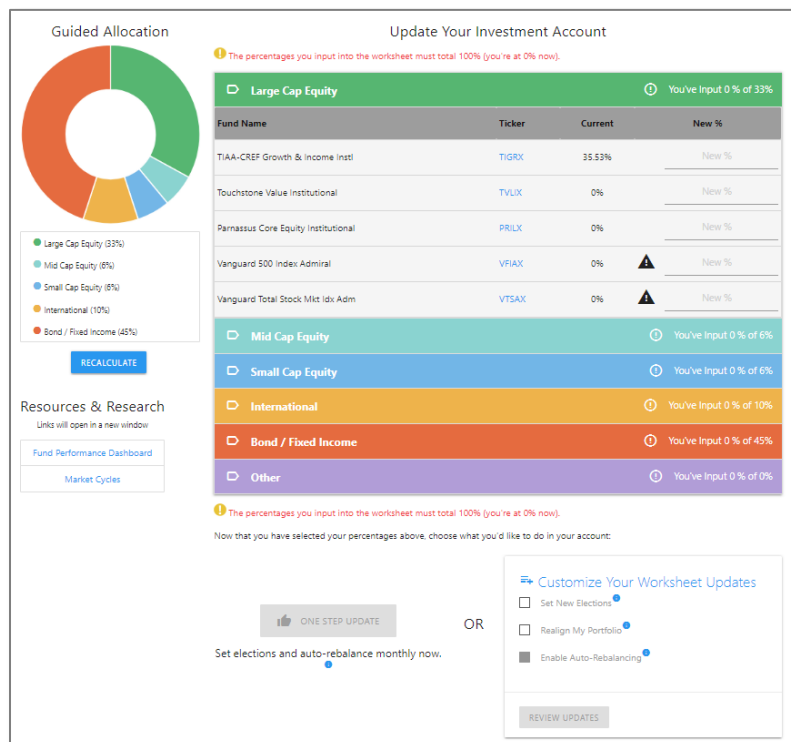 Guided Allocation
Large Cap Equity (33%)
Mid Cap Equity (6%)
Small Cap Equity (6%)
International (10%)
Bond / Fixed Income (45%)
RECALCULATE
Resources & Research
Links will open in a new window
Fund Performance Dashboard
Market Cycles
Update Your Investment Account
The percentages you input into the worksheet must total 100% (you're at 0% now).
Large Cap Equity You've Input 0 % of 33%
Fund Name Ticker Current New %
TIAA-CREF Growth & Income Instl TIGRX 35.53% New %
Touchstone Value Institutional TVLIX 0% New %
Parnassus Core Equity Institutional PRILX 0% New %
Vanguard 500 Index Admiral VFIAX 0% New %
Vanguard Total Stock Mkt Idx Adm VTSAX 0% New %
Mid Cap Equity You've Input 0 % of 6%
Small Cap Equity You've Input 0 % of 6%
International You've Input 0 % of 10%
Bond / Fixed Income You've Input 0 % of 45%
Other You've Input 0 % of 0%
The percentages you input into the worksheet must total 100% (you're at 0% now).
Now that you have selected your percentages above, choose what you'd like to do in your account:
ONE STEP UPDATE
Set elections and auto-rebalance monthly now.
OR
Customize Your Worksheet Updates
Set New Elections
Realign My Portfolio
Enable Auto-Rebalancing
REVIEW UPDATES